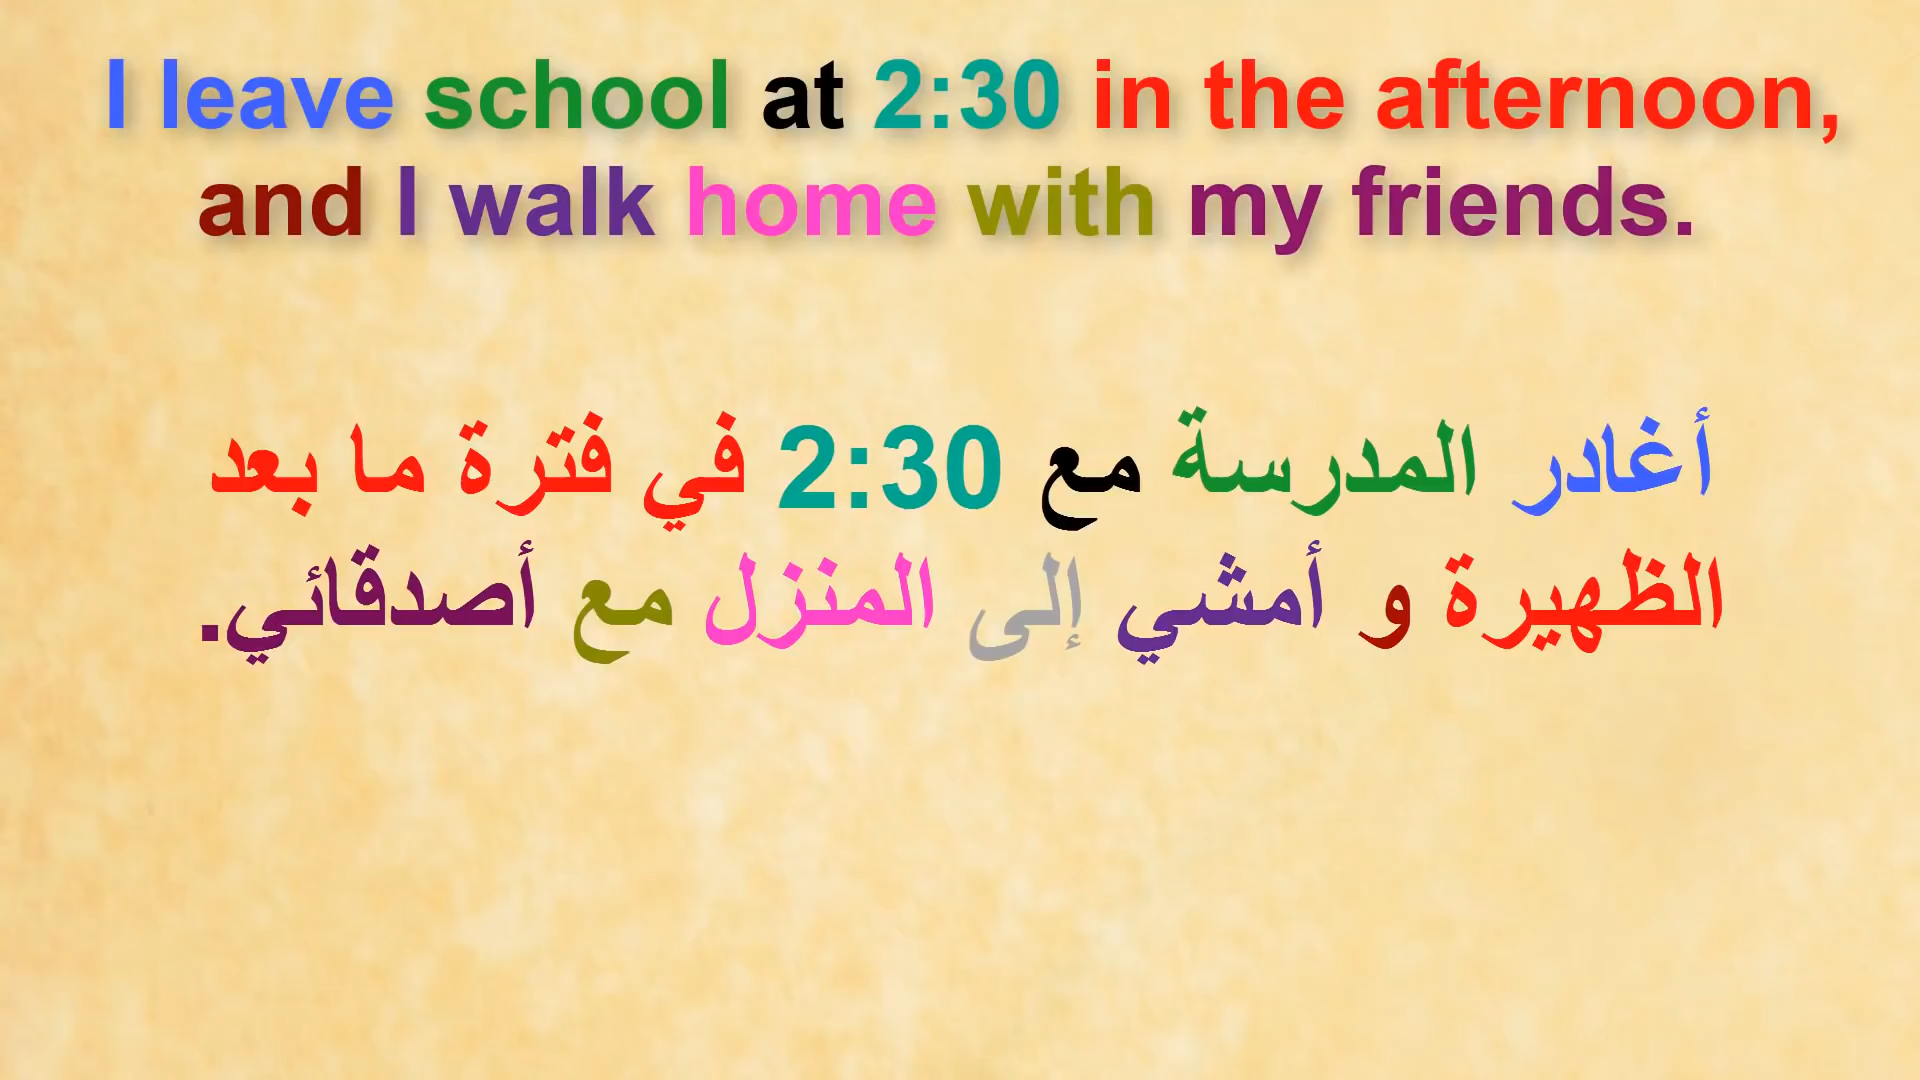 I leave school at 2:30 in the afternoon,
and I walk home with my friends.
أغادر المدرسة مع 2:30 في فترة ما بعد
الظهيرة و أمشي إلى المنزل مع أصدقائي.